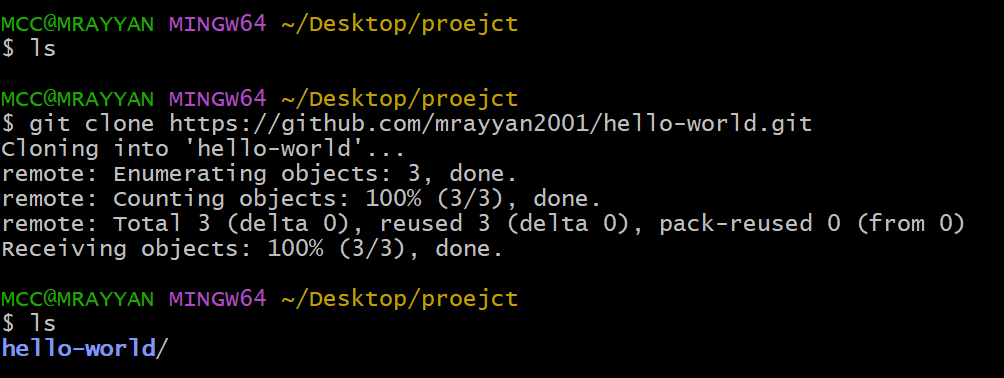 MCC@MRAYYAN MINGW64 ~/Desktop/proejct
$ ls
MCC@MRAYYAN MINGW64 ~/Desktop/proejct
$ git clone https://github.com/mrayyan2001/hello-world.git
Cloning into 'hello-world'...
remote: Enumerating objects: 3, done.
remote: Counting objects: 100% (3/3), done.
remote: Total 3 (delta 0), reused 3 (delta 0), pack-reused 0 (from 0)
Receiving objects: 100% (3/3), done.
MCC@MRAYYAN MINGW64 ~/Desktop/proejct
$ ls
hello-world/